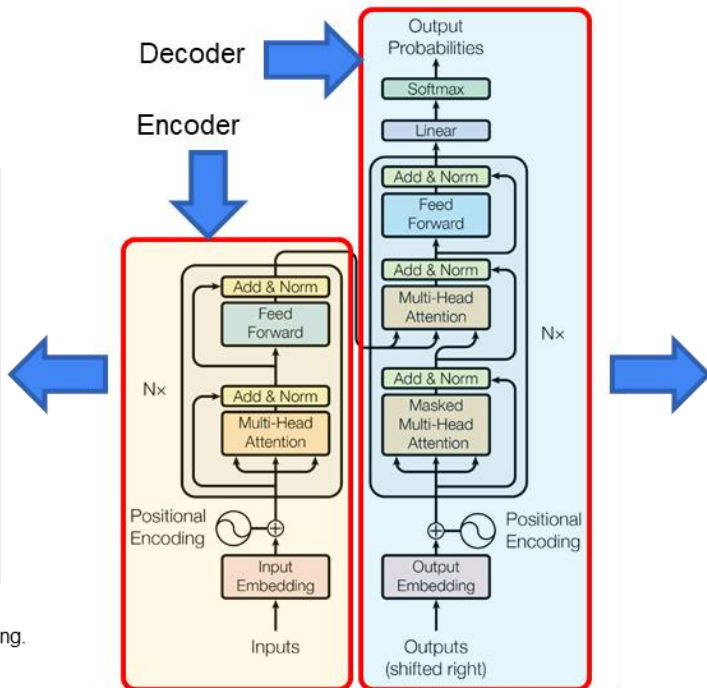 Decoder
Encoder
ng.
Add & Norm
Feed
Forward
Nx
Add & Norm
Multi-Head
Attention
Positional
Encoding
Input
Embedding
Inputs
Output
Probabilities
Softmax
Linear
Add & Norm
Feed
Forward
Add & Norm
Multi-Head
Attention
Nx
Add & Norm
Masked
Multi-Head
Attention
Positional
Encoding
Output
Embedding
Outputs
(shifted right)